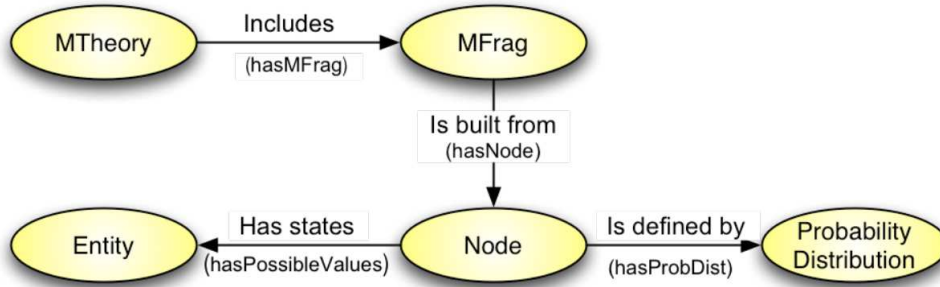 MTheory
Includes
(hasMFrag)
MFrag
Is built from
(hasNode)
Entity
Has states
(hasPossibleValues)
Node
Is defined by
(hasProbDist)
Probability
Distribution